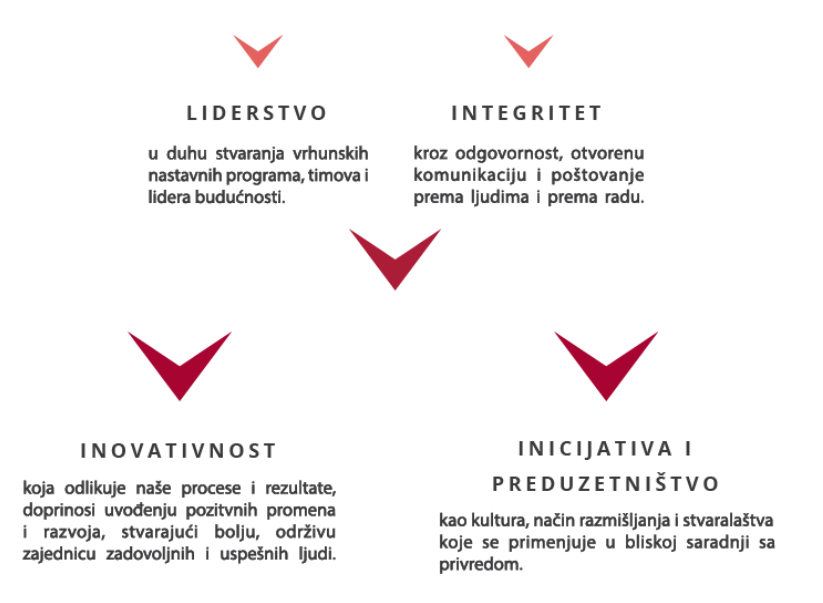 LIDERSTVO
u duhu stvaranja vrhunskih
nastavnih programa, timova i
lidera budućnosti.
INTEGRITET
kroz odgovornost, otvorenu
komunikaciju i poštovanje
prema ljudima i prema radu.
INOVATIVNOST
koja odlikuje naše procese i rezultate,
doprinosi uvođenju pozitvnih promena
i razvoja, stvarajući bolju, održivu
zajednicu zadovoljnih i uspešnih ljudi.
INICIJATIVA I
PREDUZETNIŠTVO
kao kultura, način razmišljanja i stvaralaštva
koje se primenjuje u bliskoj saradnji sa
privredom.